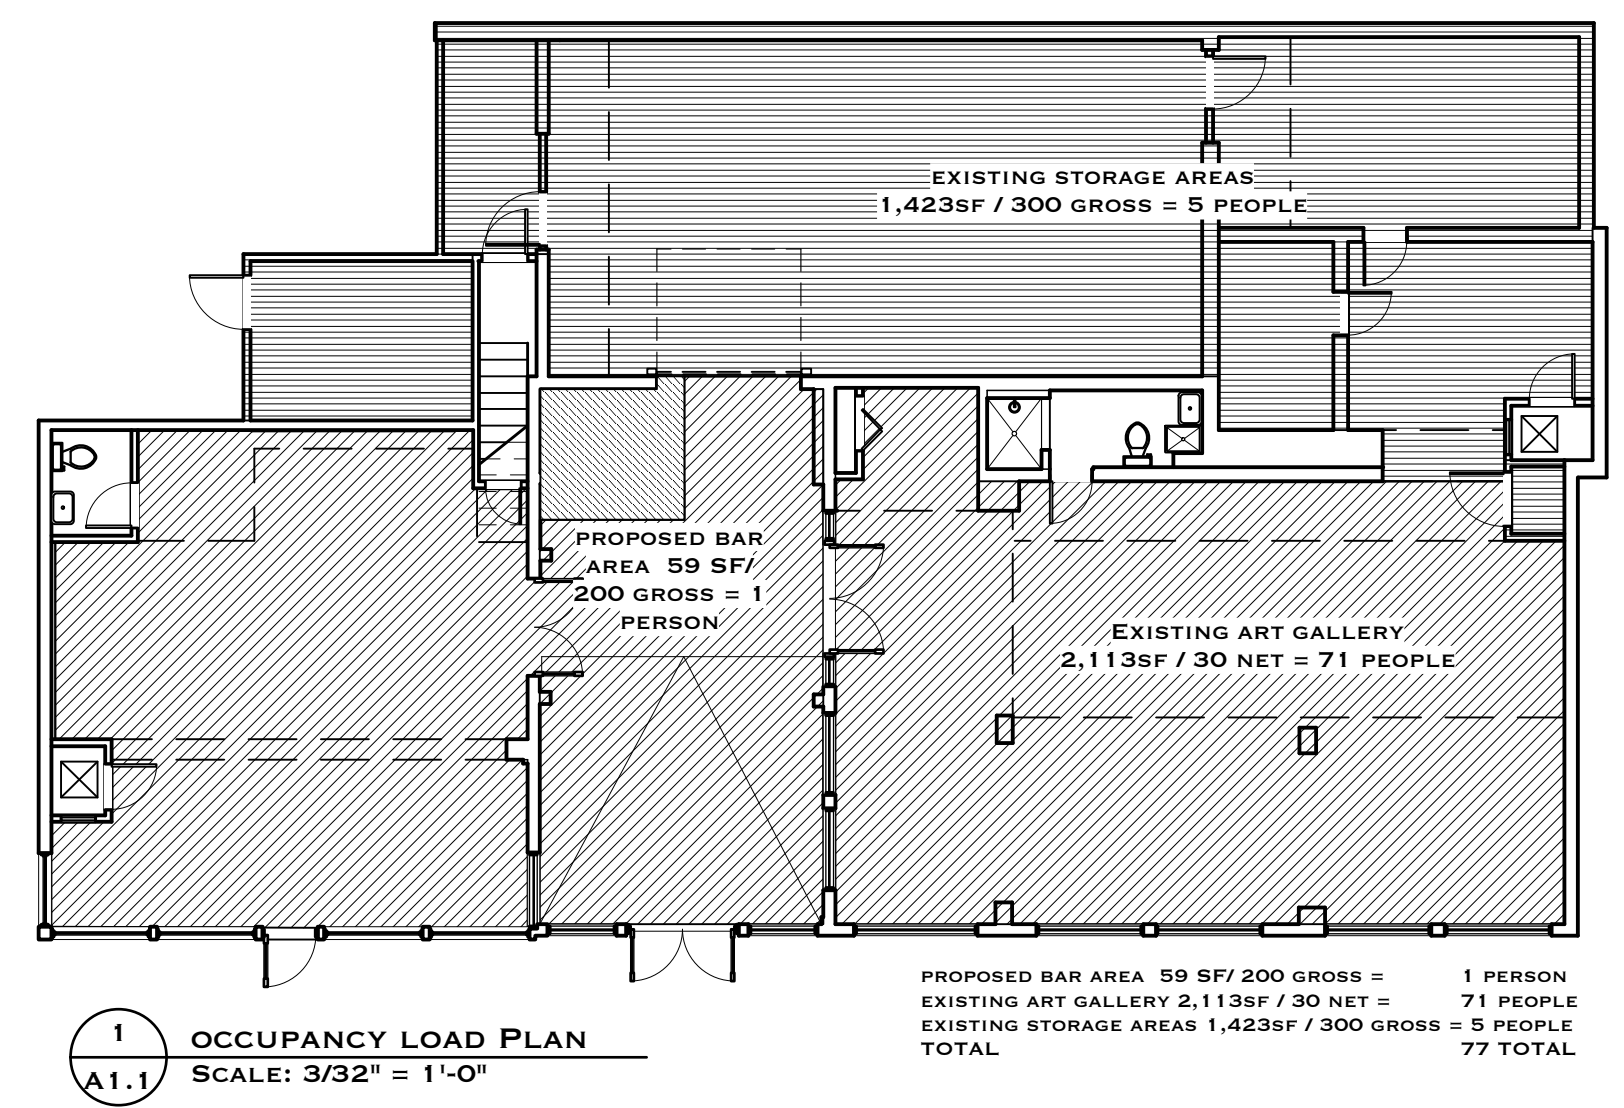 EXISTING STORAGE AREAS
1,423SF / 300 GROSS = 5 PEOPLE
PROPOSED BAR
AREA 59 SF/
200 GROSS = 1
PERSON
EXISTING ART GALLERY
2,113SF / 30 NET = 71 PEOPLE
PROPOSED BAR AREA 59 SF/ 200 GROSS = 1 PERSON
EXISTING ART GALLERY 2,113SF / 30 NET = 71 PEOPLE
EXISTING STORAGE AREAS 1,423SF / 300 GROSS = 5 PEOPLE
TOTAL 77 TOTAL
1
A1.1
OCCUPANCY LOAD PLAN
SCALE: 3/32" = 1'-0"